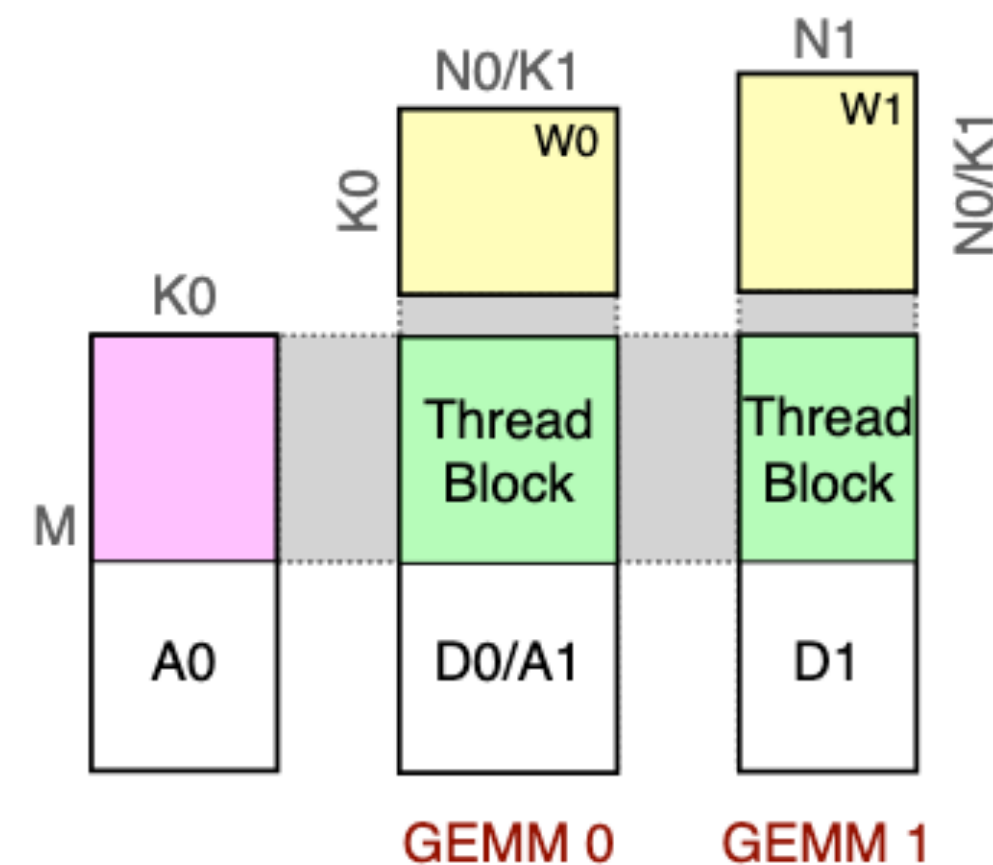 N1
N0/K1
W1
W0
K0
N0/K1
K0
Thread
Block
Thread
Block
M
A0
D0/A1
D1
GEMM 0
GEMM 1